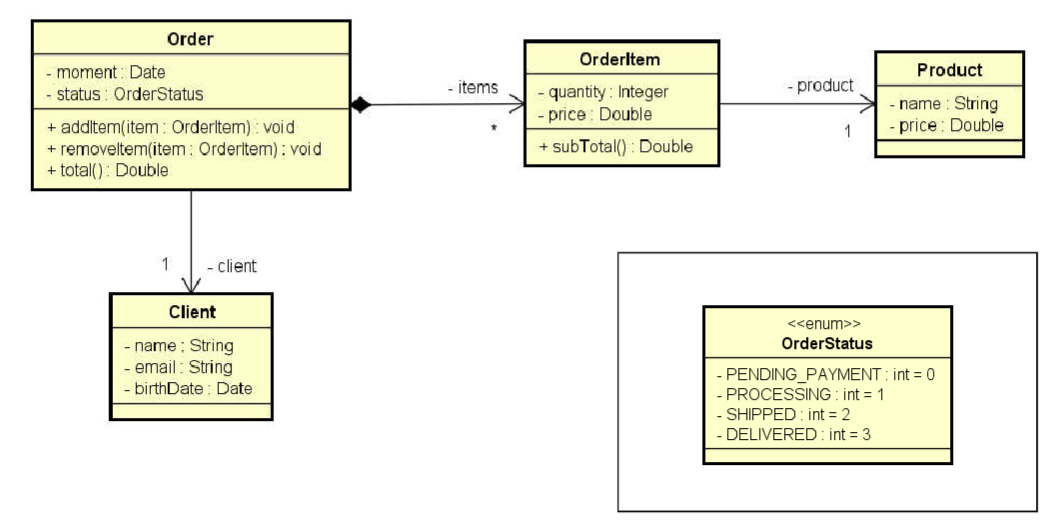 Order
- moment : Date
- status : OrderStatus
+ addItem(item : OrderItem) : void
+ removeItem(item : OrderItem) : void
+ total() : Double
- items
*
OrderItem
- quantity : Integer
- price : Double
+ subTotal() : Double
- product
1
Product
- name : String
- price : Double
1
- client
Client
- name : String
- email : String
- birthDate : Date
<<enum>>
OrderStatus
- PENDING_PAYMENT : int = 0
- PROCESSING : int = 1
- SHIPPED : int = 2
- DELIVERED : int = 3